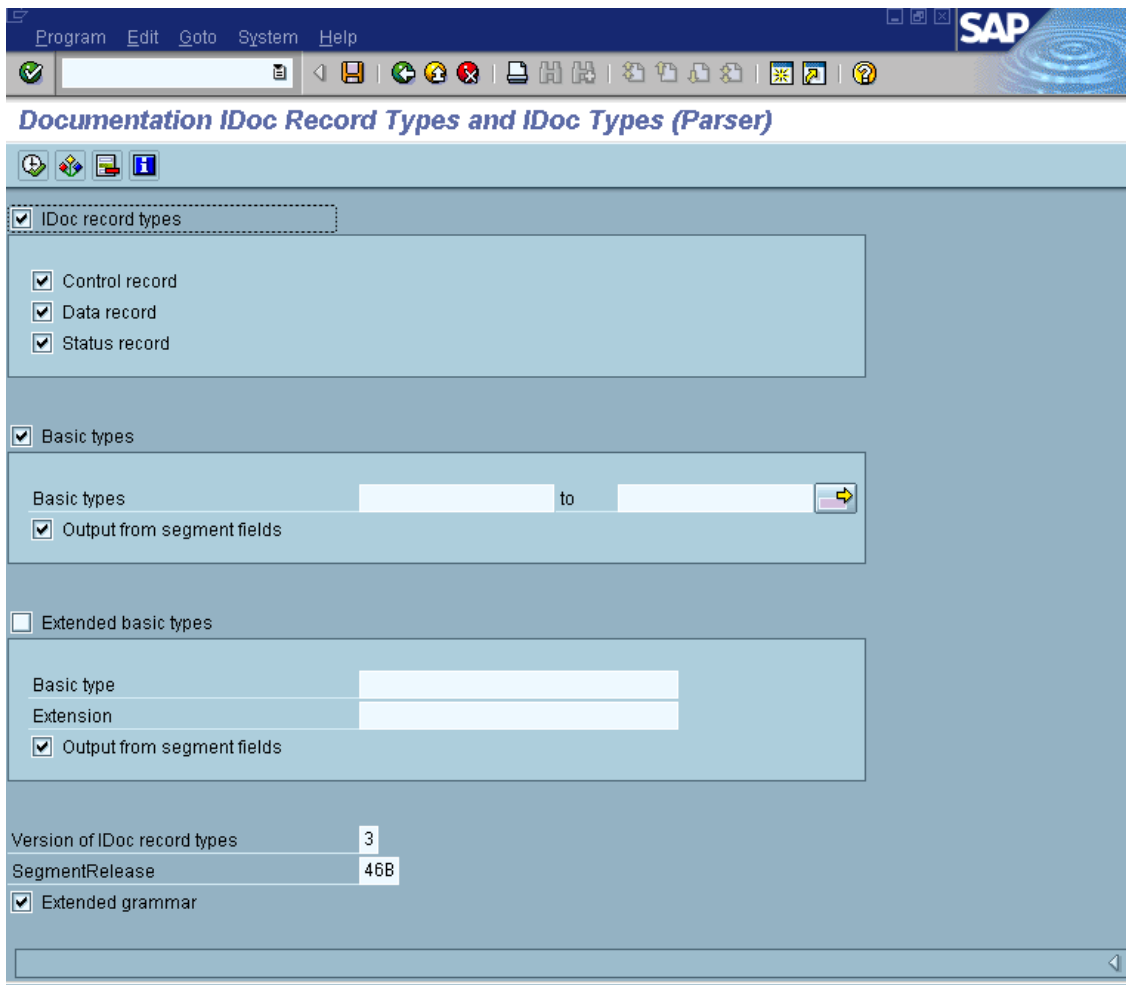 Program Edit Goto System Help
SAP
Documentation IDoc Record Types and IDoc Types (Parser)
IDoc record types
Control record
Data record
Status record
Basic types
Basic types to
Output from segment fields
Extended basic types
Basic type
Extension
Output from segment fields
Version of IDoc record types 3
SegmentRelease 46B
Extended grammar